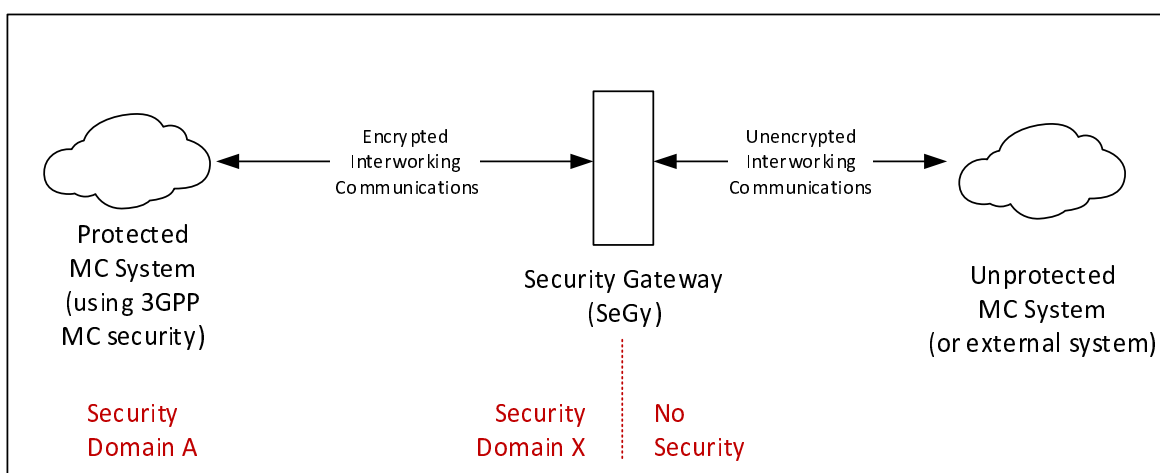 Encrypted
Interworking
Communications
Unencrypted
Interworking
Communications
Protected
MC System
(using 3GPP
MC security)
Security Gateway
(SeGy)
Unprotected
MC System
(or external system)
Security
Domain A
Security
Domain X
No
Security